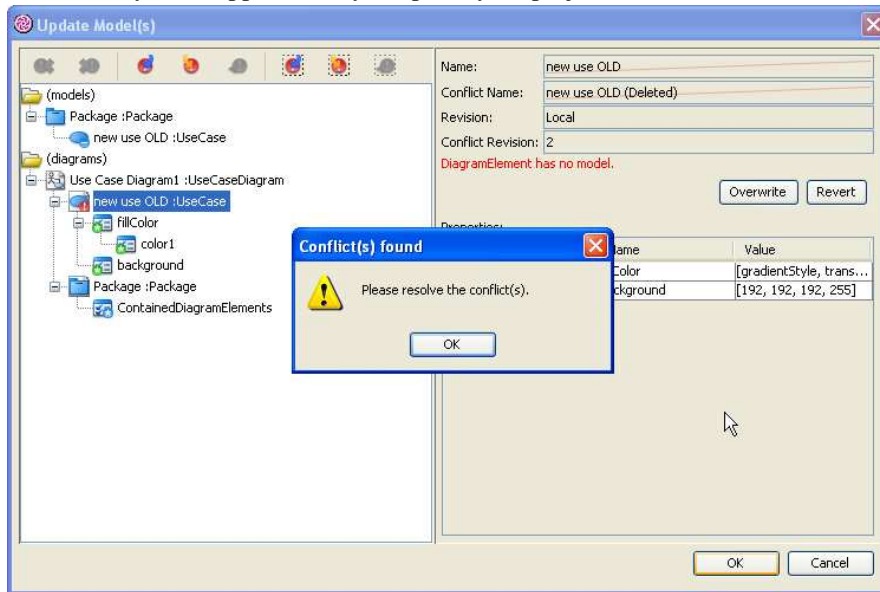 Update Model(s)
(models)
Package :Package
new use OLD :UseCase
(diagrams)
Use Case Diagram1 :UseCaseDiagram
new use OLD :UseCase
fillColor
color1
background
Package :Package
ContainedDiagramElements
Name: new use OLD
Conflict Name: new use OLD (Deleted)
Revision: Local
Conflict Revision: 2
DiagramElement has no model.
Overwrite Revert
Value
[gradientStyle, trans...
[192, 192, 192, 255]
Conflict(s) found
Please resolve the conflict(s).
OK
OK Cancel